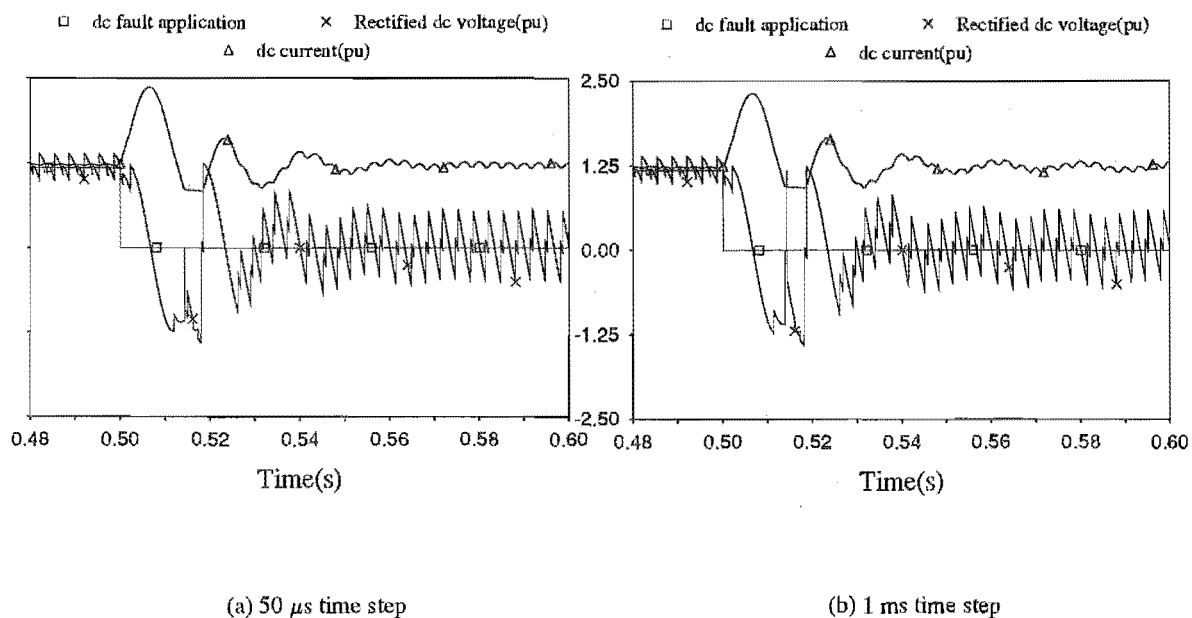 dc fault application Rectified dc voltage(pu)
dc current(pu)
dc fault application Rectified dc voltage(pu)
dc current(pu)
2.50
1.25
0.00
-1.25
-2.50
0.48 0.50 0.52 0.54 0.56 0.58 0.60
0.48 0.50 0.52 0.54 0.56 0.58 0.60
Time(s)
Time(s)
(a) 50 μs time step
(b) 1 ms time step